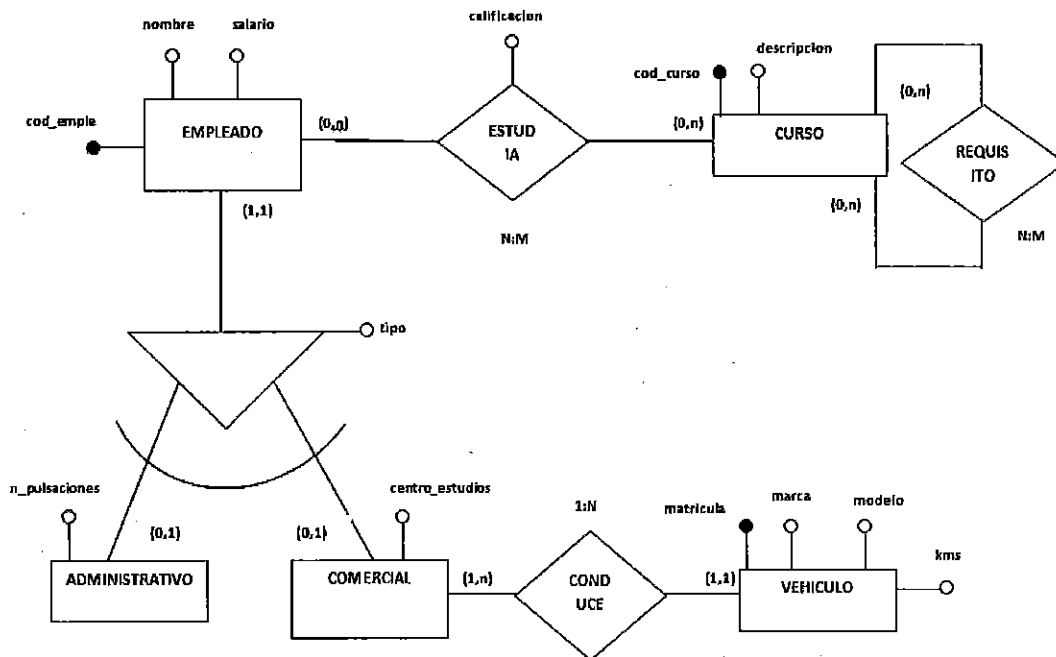 nombre
salario
calificacion
cod_emple
EMPLEADO
(0,n)
(1,1)
ESTUD
IA
N:M
cod_curso
descripcion
(0,n)
CURSO
(0,n)
(0,n)
REQUIS
ITO
N:M
tipo
n_pulsaciones
(0,1)
ADMINISTRATIVO
centro_estudios
(0,1)
COMERCIAL
(1,n)
1:N
COND
UCE
(1,1)
matricula
marca
modelo
kms
VEHICULO